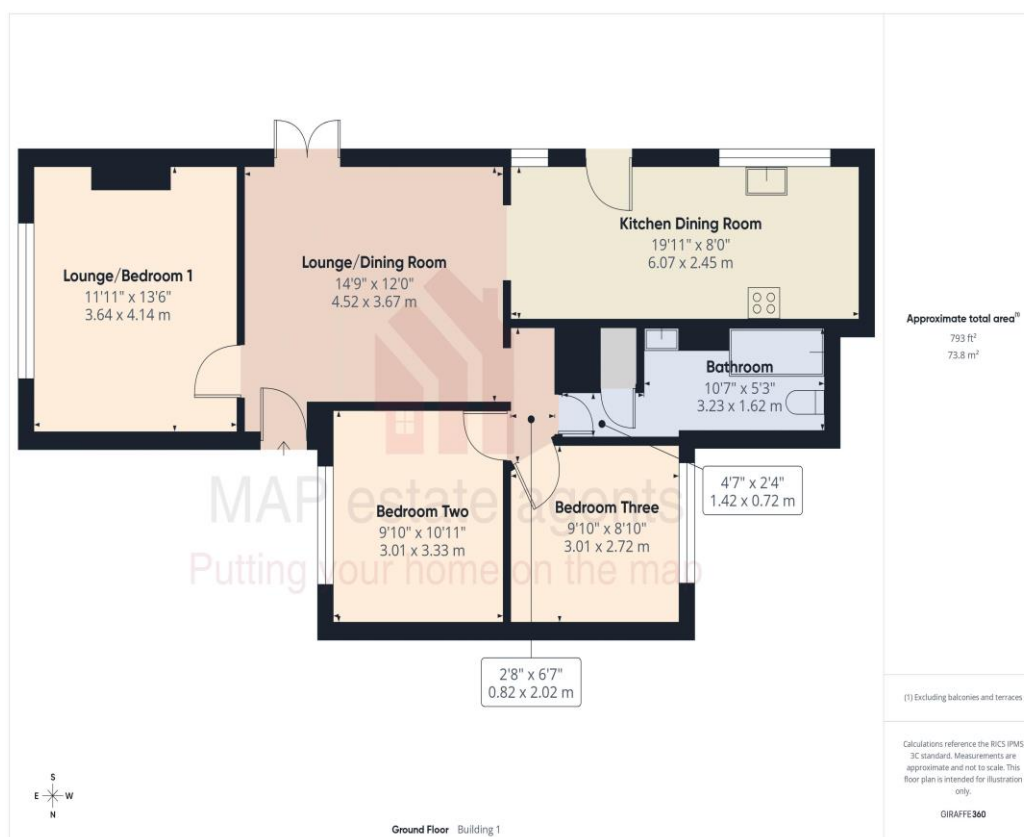 Kitchen Dining Room
19'11" x 8'0"
6.07 x 2.45 m
Lounge/Bedroom 1
11'11" x 13'6"
3.64 x 4.14 m
Lounge/Dining Room
14'9" x 12'0"
4.52 x 3.67 m
Bathroom
10'7" x 5'3"
3.23 x 1.62 m
4'7" x 2'4"
1.42 x 0.72 m
MAP estate agents
Putting your home on the map
Bedroom Two
9'10" x 10'11"
3.01 x 3.33 m
Bedroom Three
9'10" x 8'10"
3.01 x 2.72 m
2'8" x 6'7"
0.82 x 2.02 m
S
E W
N
Ground Floor Building 1
Approximate total area⁽¹⁾
793 ft²
73.8 m²
(1) Excluding balconies and terraces
Calculations reference the RICS IPMS
3C standard. Measurements are
approximate and not to scale. This
floor plan is intended for illustration
only.
GIRAFFE360